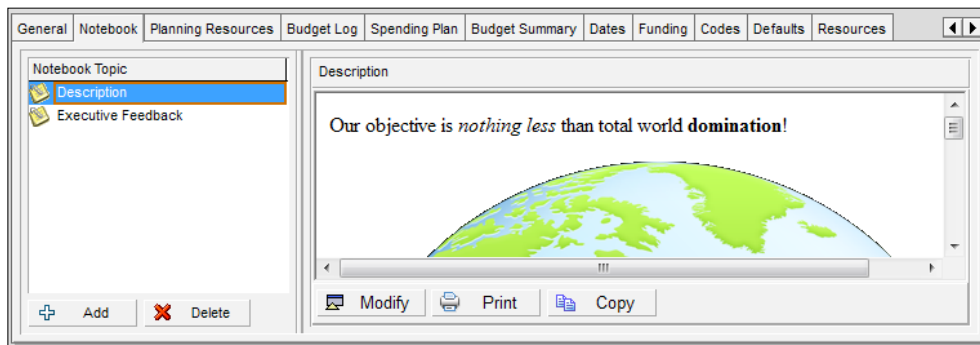 General Notebook Planning Resources Budget Log Spending Plan Budget Summary Dates Funding Codes Defaults Resources
Notebook Topic
Description
Executive Feedback
Add Delete
Description
Our objective is nothing less than total world domination!
Modify Print Copy